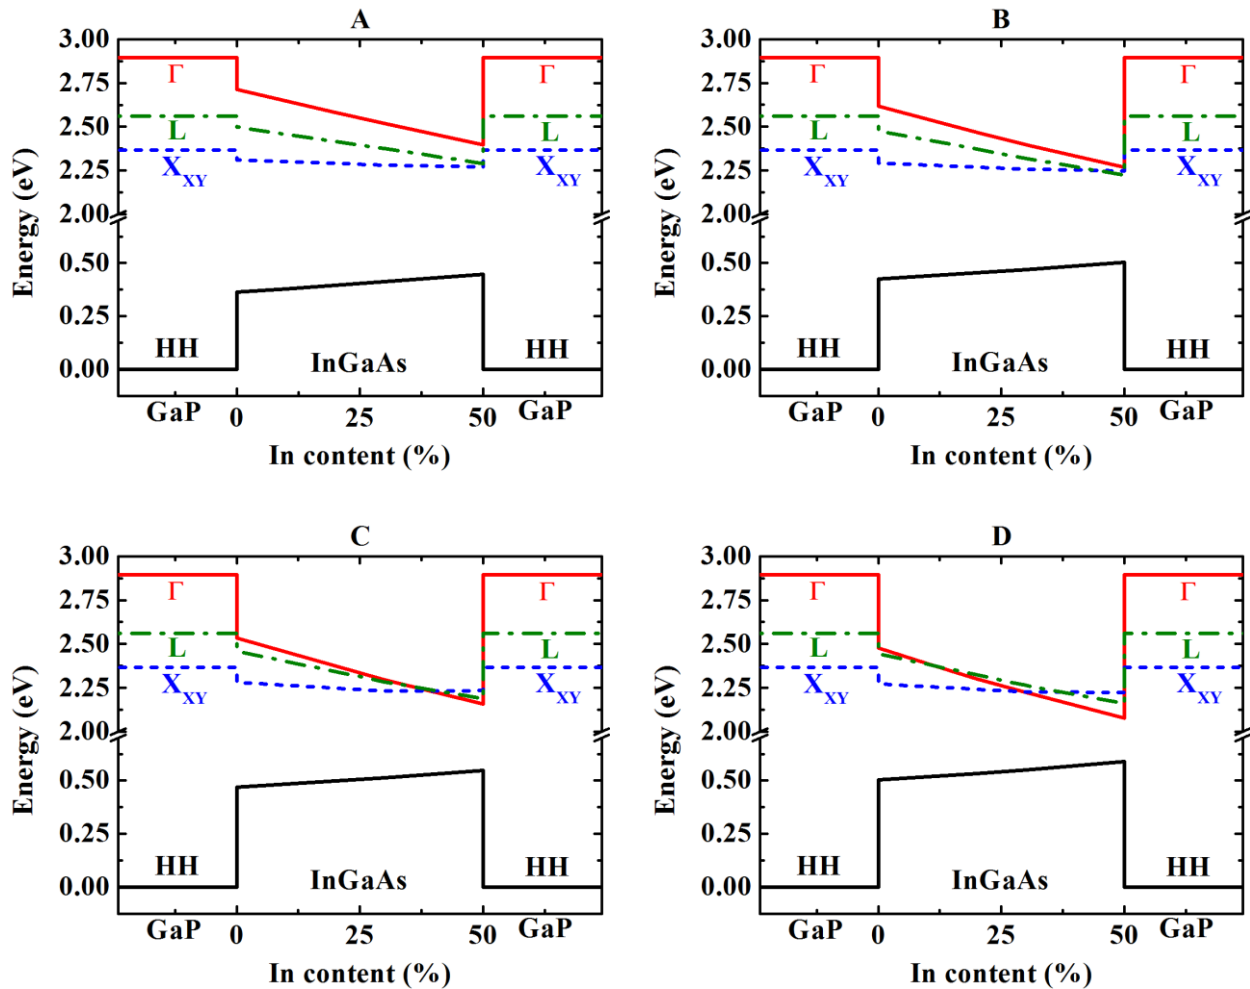 A
3.00
2.75
2.50
2.25
2.00
0.50
0.25
0.00
Energy (eV)
Γ
L
X_XY
HH
InGaAs
Γ
L
X_XY
HH
GaP
0
25
50
GaP
In content (%)
B
3.00
2.75
2.50
2.25
2.00
0.50
0.25
0.00
Energy (eV)
Γ
L
X_XY
HH
InGaAs
Γ
L
X_XY
HH
GaP
0
25
50
GaP
In content (%)
C
3.00
2.75
2.50
2.25
2.00
0.50
0.25
0.00
Energy (eV)
Γ
L
X_XY
HH
InGaAs
Γ
L
X_XY
HH
GaP
0
25
50
GaP
In content (%)
D
3.00
2.75
2.50
2.25
2.00
0.50
0.25
0.00
Energy (eV)
Γ
L
X_XY
HH
InGaAs
Γ
L
X_XY
HH
GaP
0
25
50
GaP
In content (%)